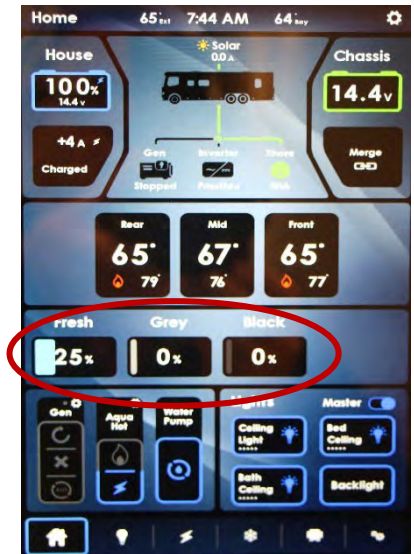 Home 65° Ext 7:44 AM 64° Bay
House Solar 0.0 A Chassis
100%
14.4 v
14.4v
+4 A
Charged
Merge
Gen Inverter Shore
Stopped
Rear Mid Front
65° 67° 65°
79° 76° 77°
Fresh Grey Black
25% 0% 0%
Gen Aqua Hot Water Pump
Lights Master
Ceiling Light
Bed Ceiling
Bath Ceiling
Backlight